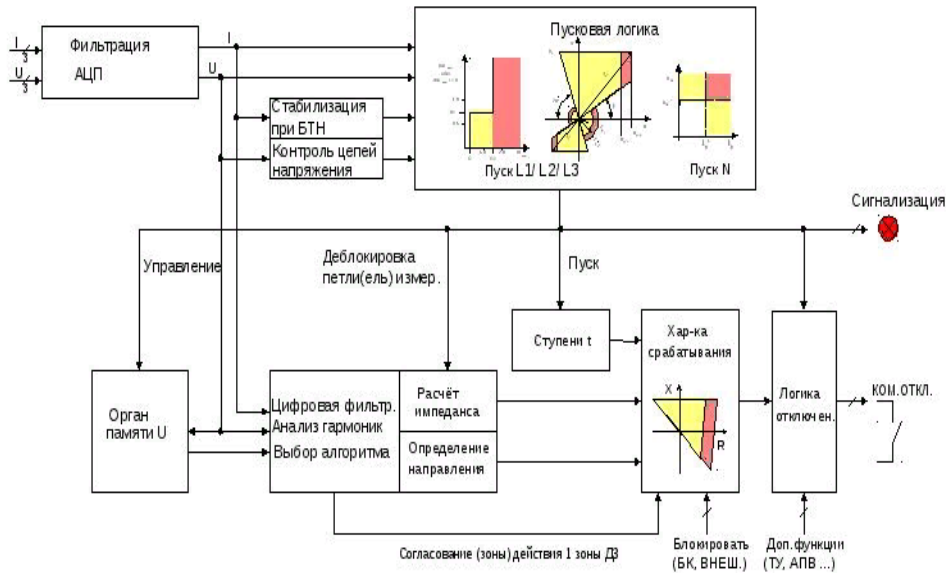 Пусковая логика
I
3
U
3
Фильтрация
АЦП
I
U
Стабилизация
при БТН
Контроль цепей
напряжения
Пуск L1/ L2/ L3
Пуск N
Сигнализация
Управление
Деблокировка
петли(ель) измер.
Пуск
Ступени t
Хар-ка
срабатывания
X
R
Логика
отключен.
ком.откл.
Орган
памяти U
Цифровая фильтр.
Анализ гармоник
Выбор алгоритма
Расчёт
импеданса
Определение
направления
Согласование (зоны) действия 1 зоны ДЗ
Блокировать
(БК, ВНЕШ.)
Доп.функции
(ТУ, АПВ ...)